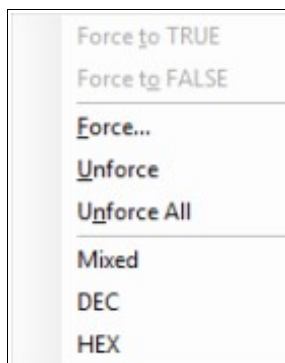 Force to TRUE
Force to FALSE
Force...
Unforce
Unforce All
Mixed
DEC
HEX